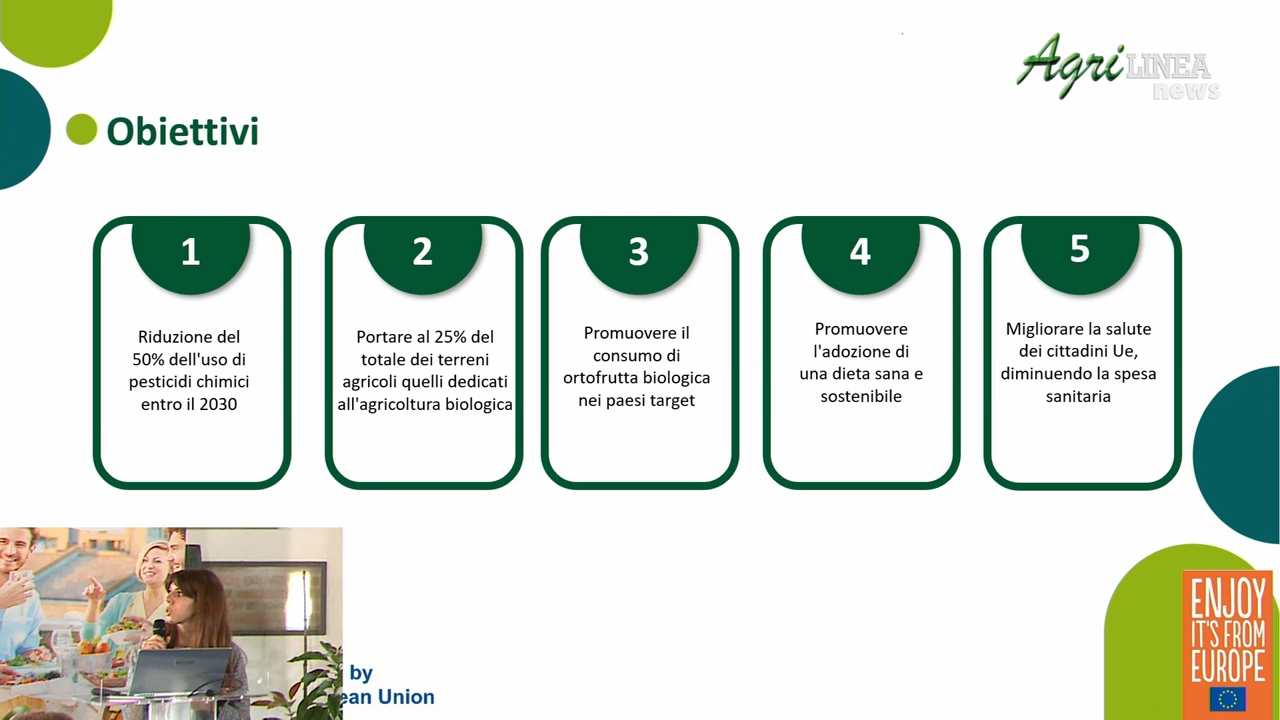 Agri LINEA
news
Obiettivi
1
Riduzione del
50% dell'uso di
pesticidi chimici
entro il 2030
2
Portare al 25% del
totale dei terreni
agricoli quelli dedicati
all'agricoltura biologica
3
Promuovere il
consumo di
ortofrutta biologica
nei paesi target
4
Promuovere
l'adozione di
una dieta sana e
sostenibile
5
Migliorare la salute
dei cittadini Ue,
diminuendo la spesa
sanitaria
by
ean Union
ENJOY
IT'S FROM
EUROPE